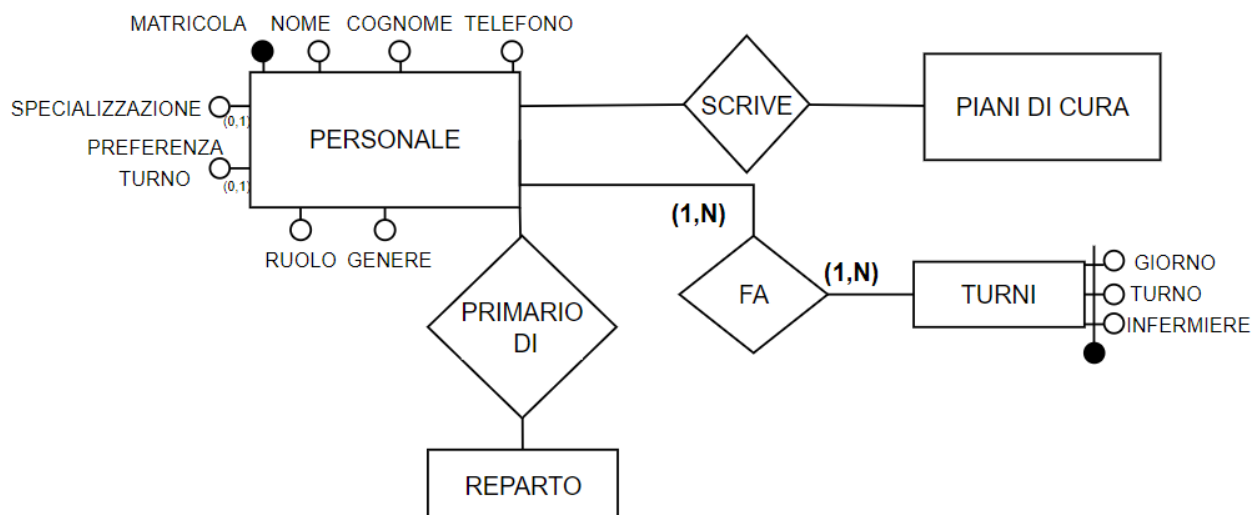 MATRICOLA NOME COGNOME TELEFONO
SPECIALIZZAZIONE
(0,1)
PREFERENZA
TURNO
(0,1)
PERSONALE
RUOLO GENERE
SCRIVE
PIANI DI CURA
(1,N)
FA
(1,N)
TURNI
GIORNO
TURNO
INFERMIERE
PRIMARIO
DI
REPARTO